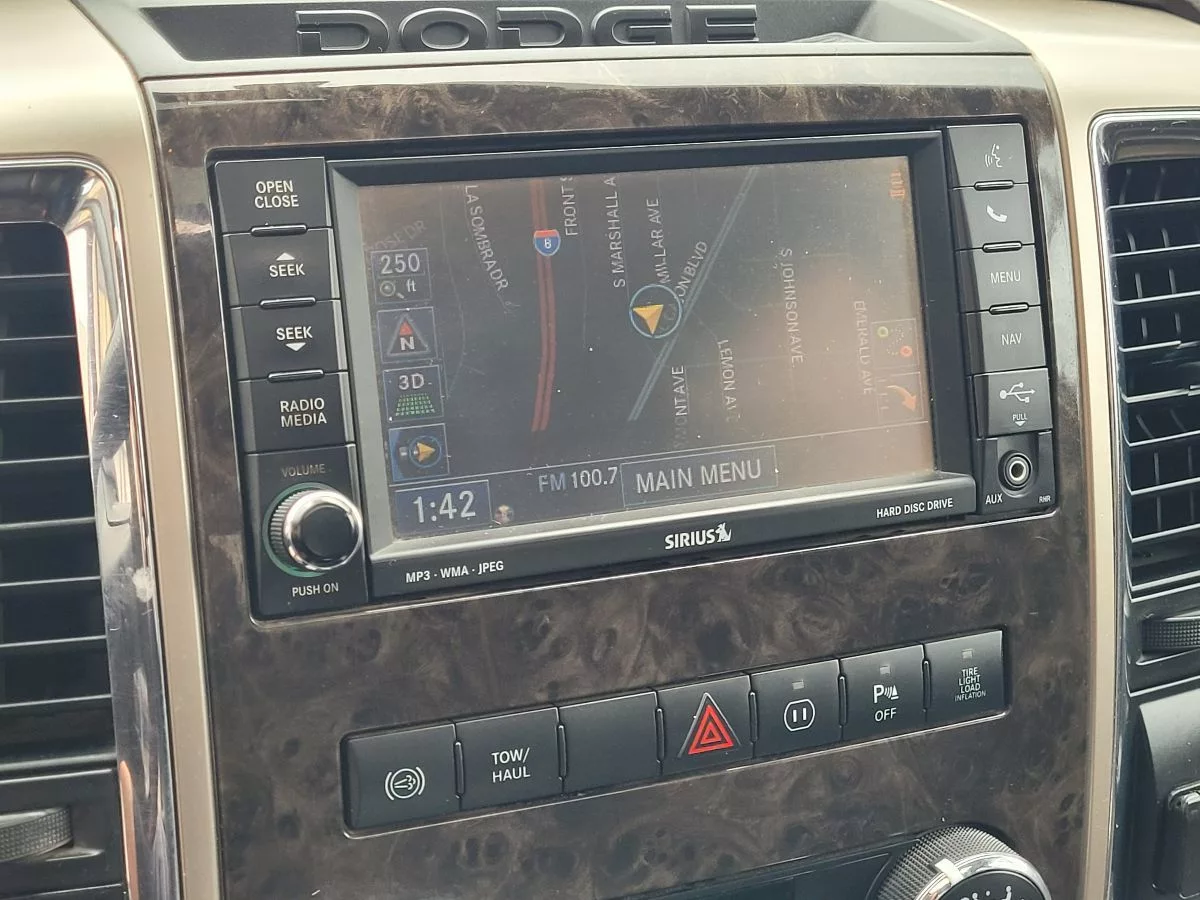 DODGE
OPEN
CLOSE
SEEK
SEEK
RADIO
MEDIA
VOLUME
PUSH ON
250
ft
N
3D
1:42
LA SOMBRA DR
8
FRONT S
S MARSHALL A
MILLAR AVE
ON BLVD
S JOHNSON AVE
EMERALD AVE
LEMON AVE
MONT AVE
FM 100.7
MAIN MENU
MENU
NAV
PULL
AUX
RHR
SIRIUS
HARD DISC DRIVE
MP3 - WMA - JPEG
TOW/
HAUL
P
OFF
TIRE
LIGHT
LOAD
INFLATION